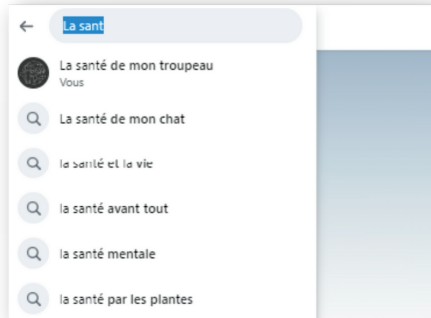 La sant
La santé de mon troupeau
Vous
La santé de mon chat
la santé et la vie
la santé avant tout
la santé mentale
la santé par les plantes